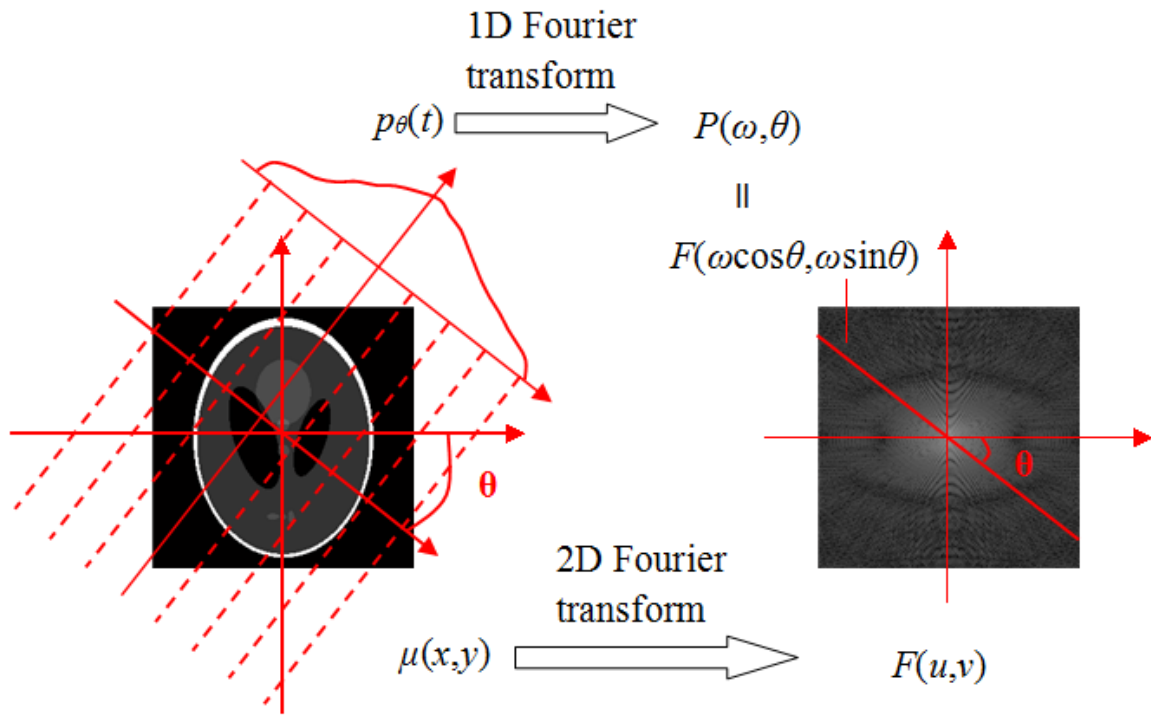 1D Fourier
transform
pθ(t)
P(ω,θ)
=
F(ωcosθ,ωsinθ)
θ
θ
2D Fourier
transform
μ(x,y)
F(u,v)